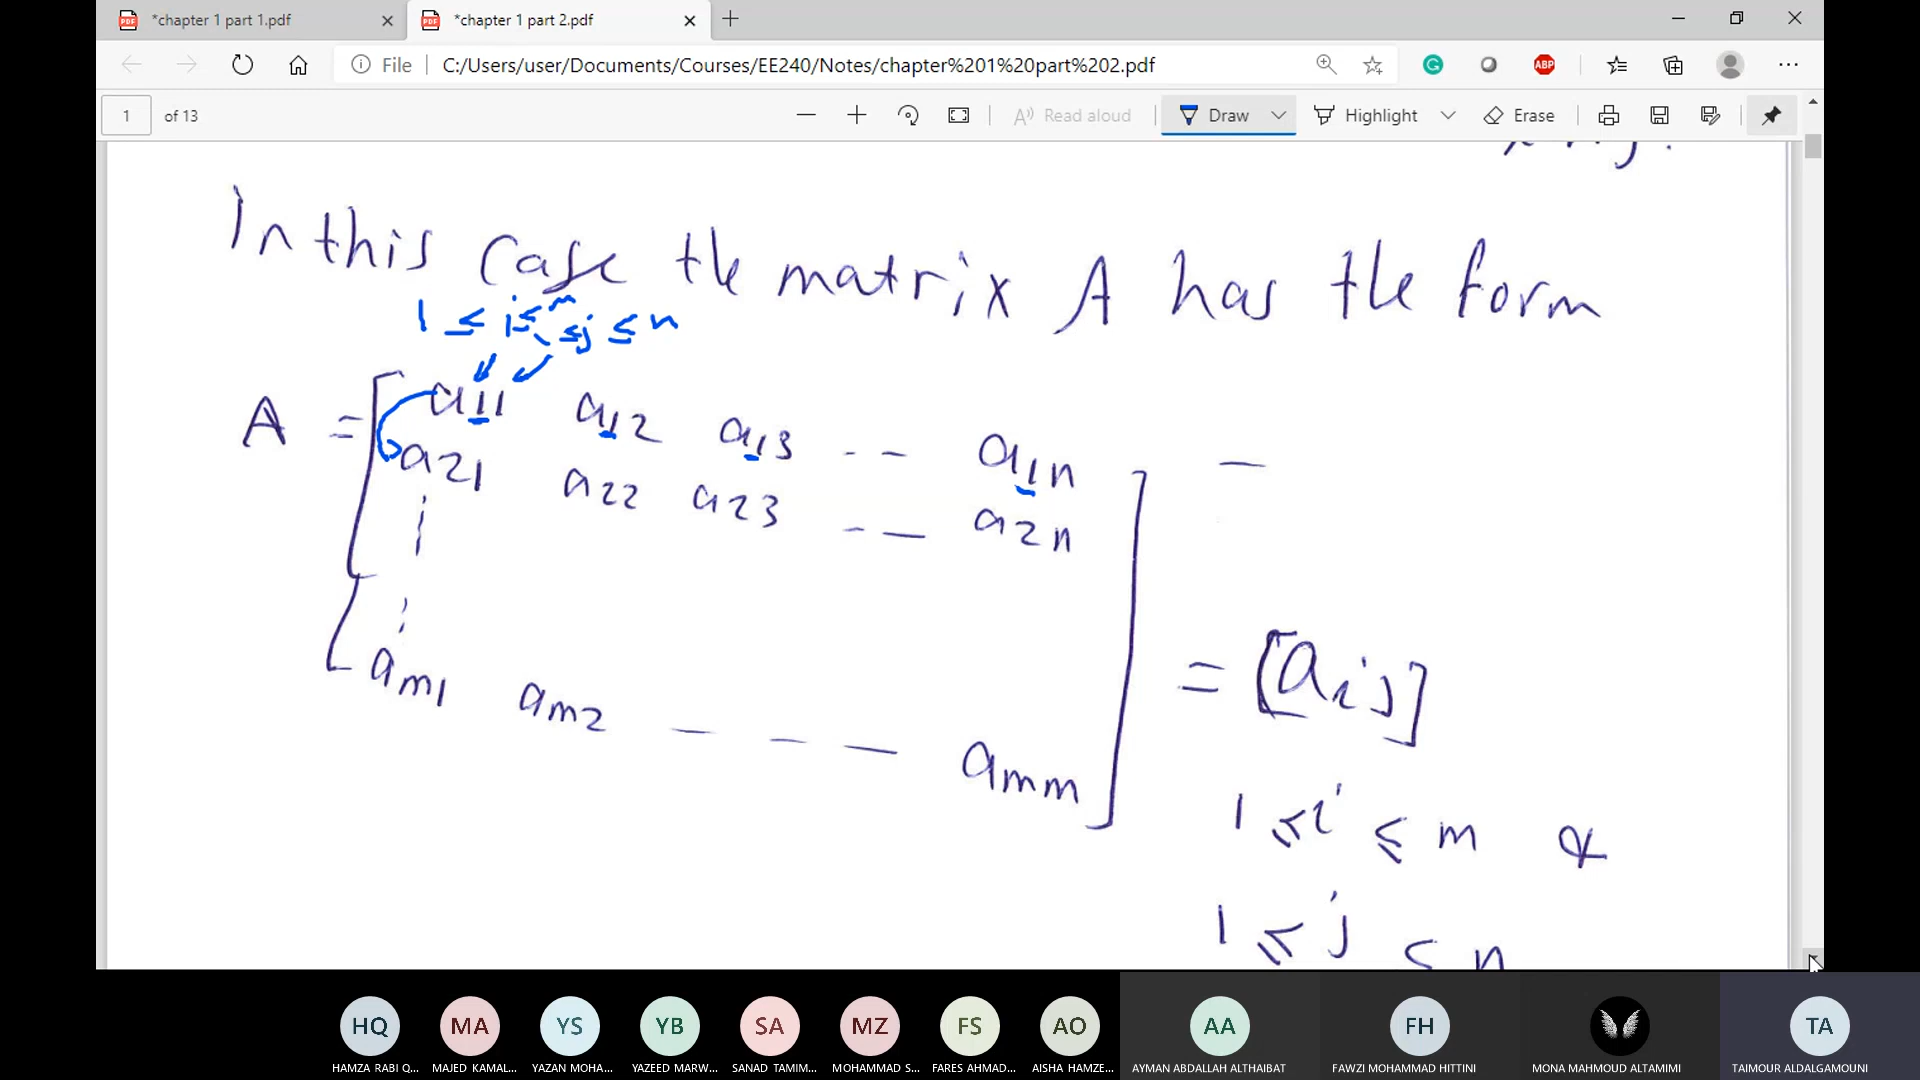 *chapter 1 part 1.pdf
*chapter 1 part 2.pdf
File | C:/Users/user/Documents/Courses/EE240/Notes/chapter%201%20part%202.pdf
ABP
1 of 13
Read aloud
Draw
Highlight
Erase
In this case the matrix A has the form
1 ≤ i ≤ m
1 ≤ j ≤ n
A = [ a11 a12 a13 -- a1n
a21 a22 a23 -- a2n
am1 am2 --- amm ]
= [aij]
1 ≤ i ≤ m &
1 ≤ j ≤ n
HQ MA YS YB SA MZ FS AO AA FH TA
HAMZA RABI Q... MAJED KAMAL... YAZAN MOHA... YAZEED MARW... SANAD TAMIM... MOHAMMAD S... FARES AHMAD... AISHA HAMZE... AYMAN ABDALLAH ALTHAIBAT FAWZI MOHAMMAD HITTINI MONA MAHMOUD ALTAMIMI TAIMOUR ALDALGAMOUNI